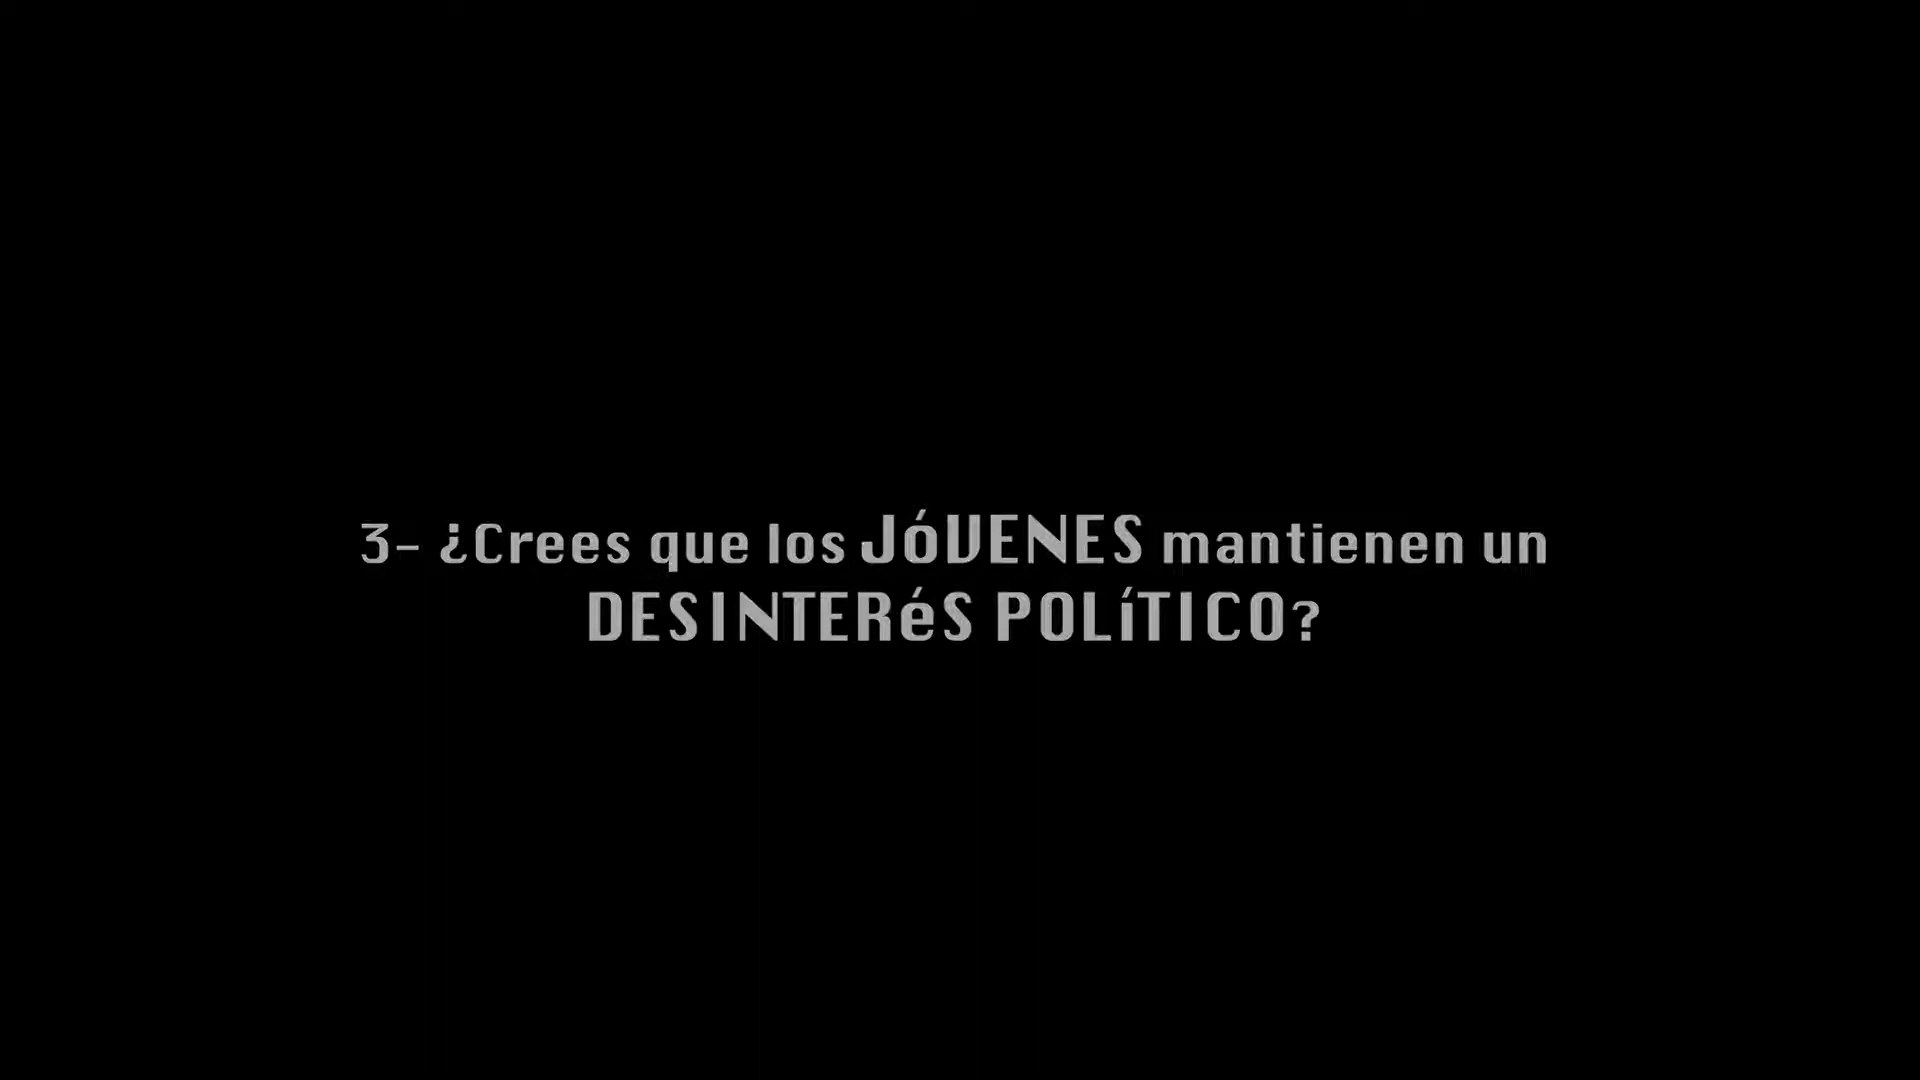 3- ¿Crees que los JóVENES mantienen un
DESINTERéS POLíTICO?